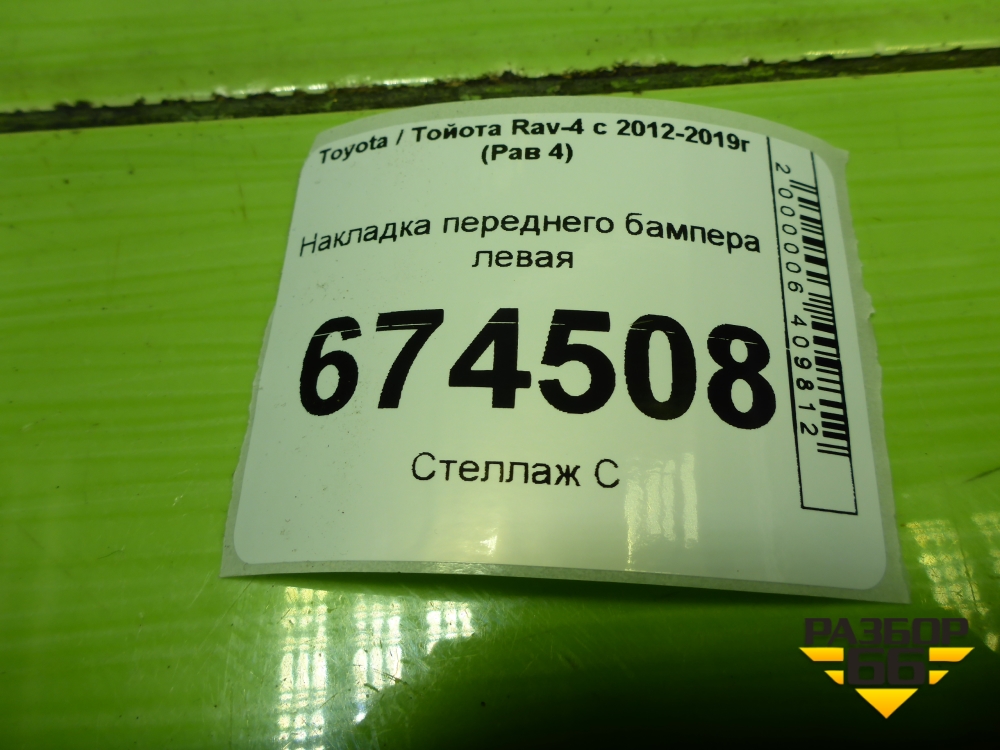 Toyota / Тойота Rav-4 с 2012-2019г
(Рав 4)
Накладка переднего бампера
левая
674508
Стеллаж С
2000006409812
РАЗБОР
66